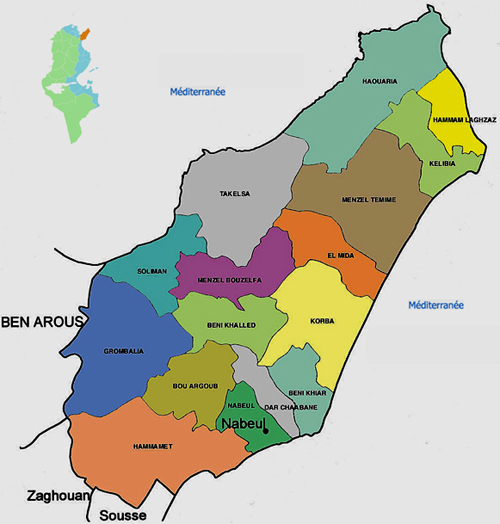 HAOUARIA
Méditerranée
HAMMAM LAGHZAZ
KELIBIA
TAKELSA
MENZEL TEMIME
EL MIDA
SOLIMAN
MENZEL BOUZELFA
Méditerranée
BEN AROUS
KORBA
BENI KHALLED
GROMBALIA
BOU ARGOUB
BENI KHIAR
NABEUL
DAR CHAABANE
Nabeul
HAMMAMET
Zaghouan
Sousse